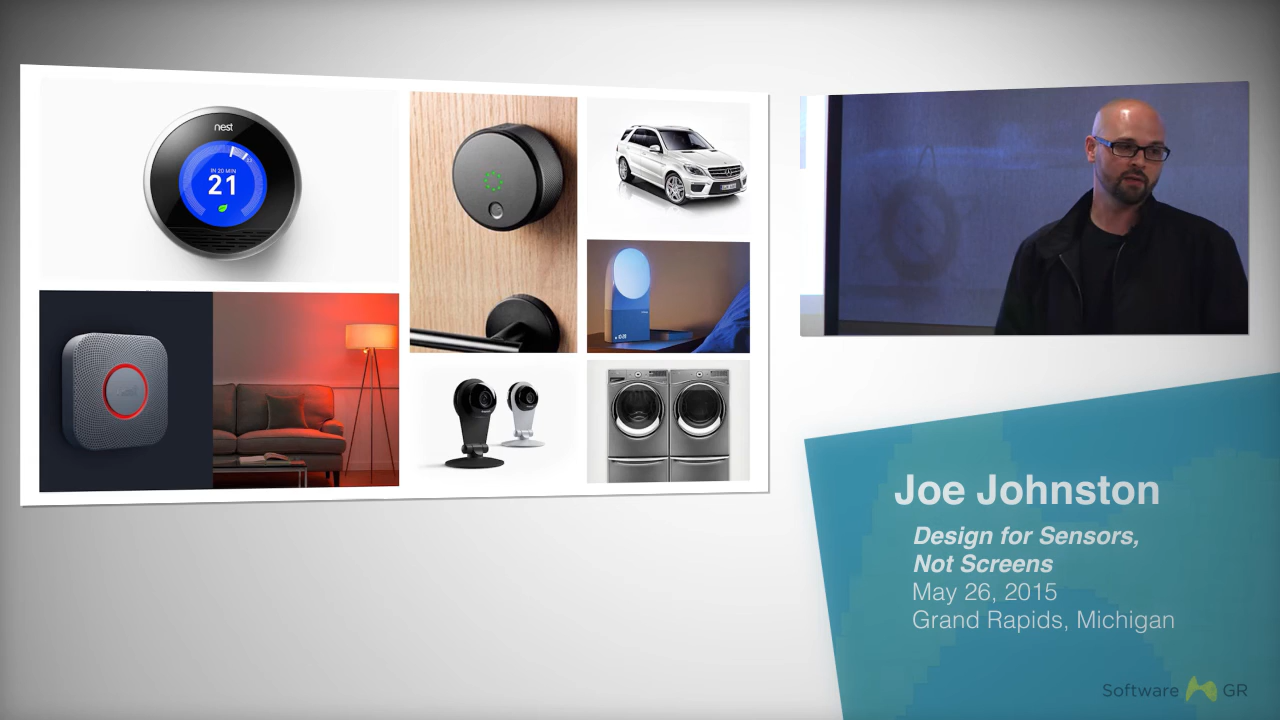 nest
IN 20 MIN
21
Joe Johnston
Design for Sensors,
Not Screens
May 26, 2015
Grand Rapids, Michigan
Software GR